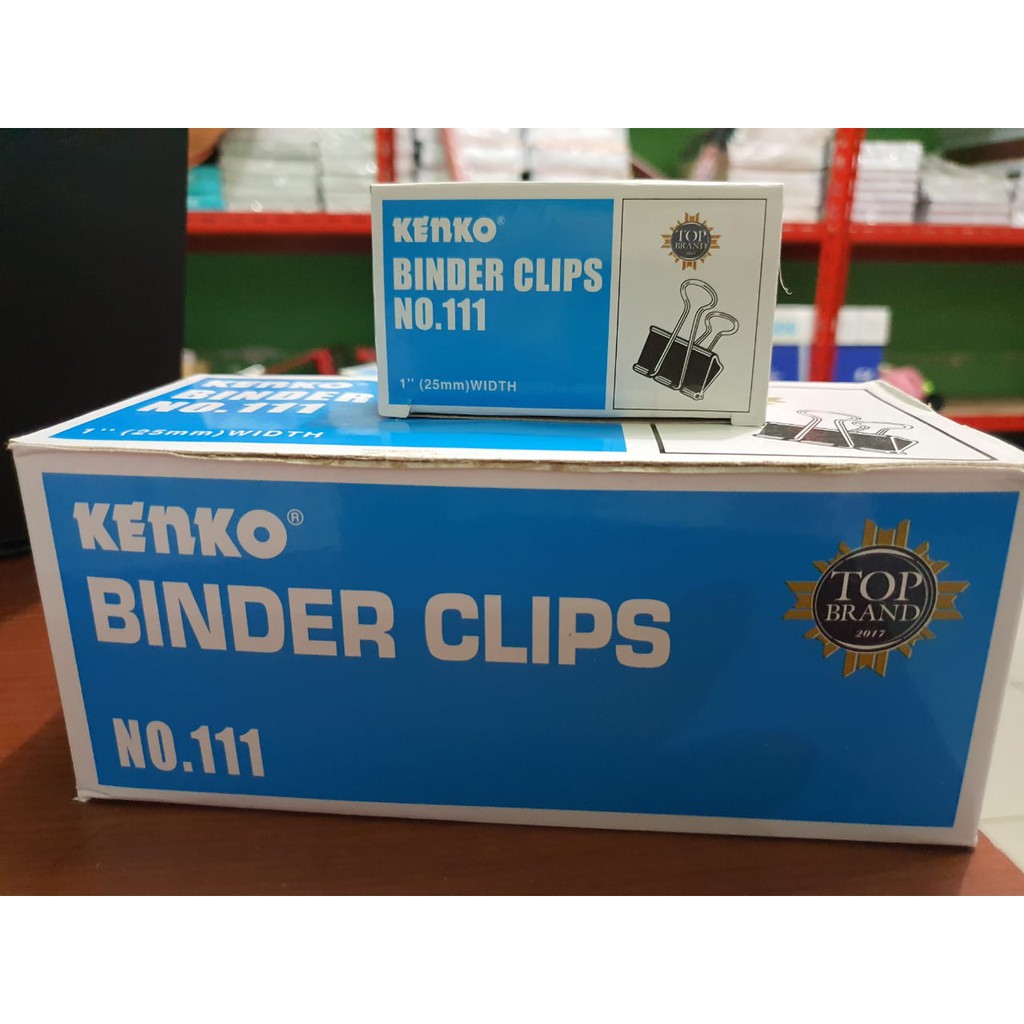 KENKO®
BINDER CLIPS
NO.111
1" (25mm)WIDTH
TOP
BRAND
2017
KENKO
BINDER
NO.111
1" (25mm)WIDTH
KENKO®
BINDER CLIPS
NO.111
TOP
BRAND
2017